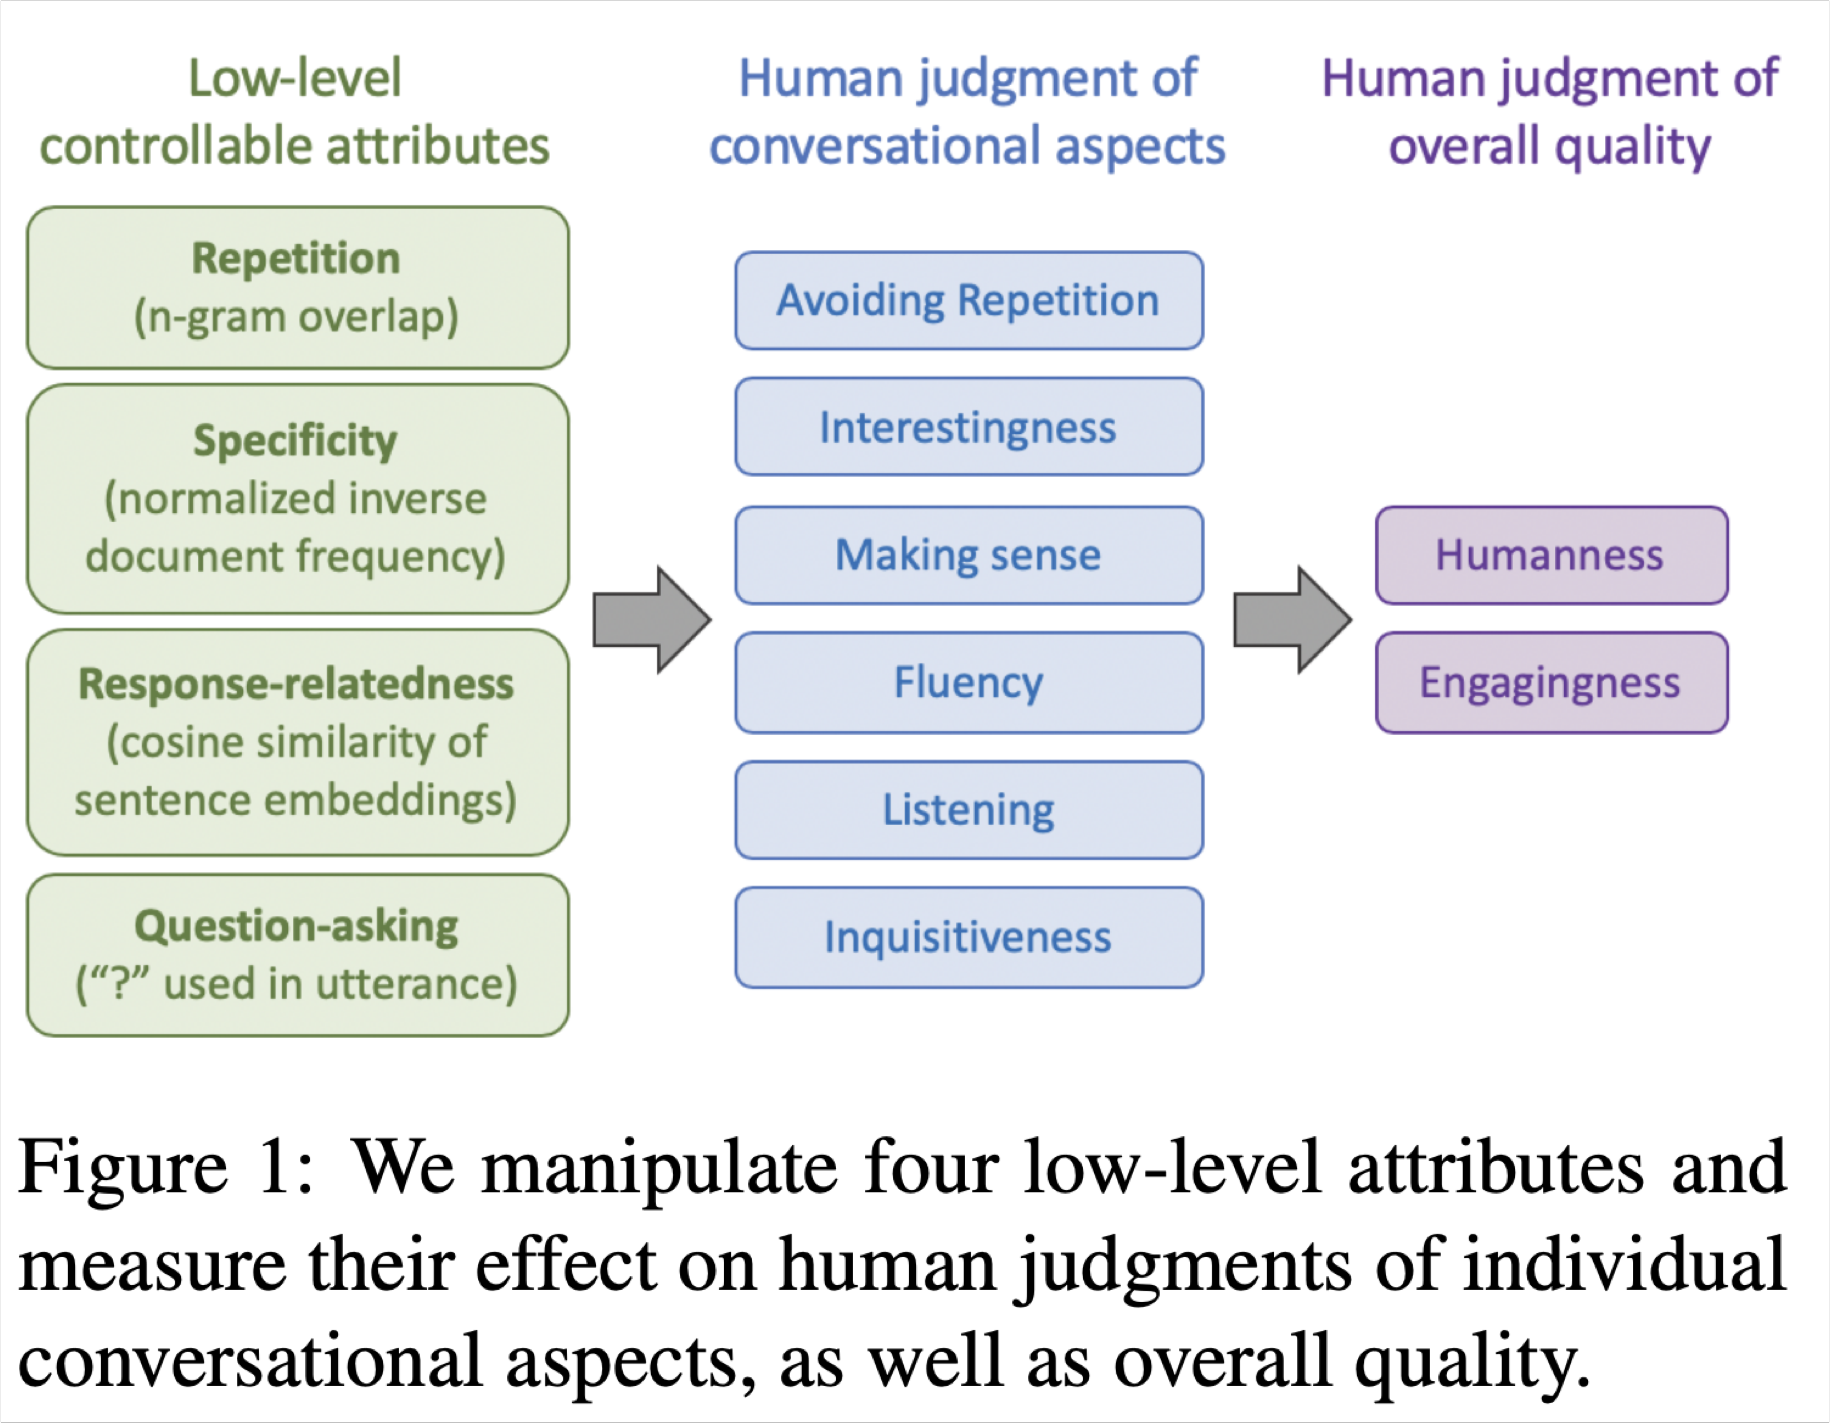 Low-level
controllable attributes
Repetition
(n-gram overlap)
Specificity
(normalized inverse
document frequency)
Response-relatedness
(cosine similarity of
sentence embeddings)
Question-asking
(“?” used in utterance)
Human judgment of
conversational aspects
Avoiding Repetition
Interestingness
Making sense
Fluency
Listening
Inquisitiveness
Human judgment of
overall quality
Humanness
Engagingness
Figure 1: We manipulate four low-level attributes and
measure their effect on human judgments of individual
conversational aspects, as well as overall quality.